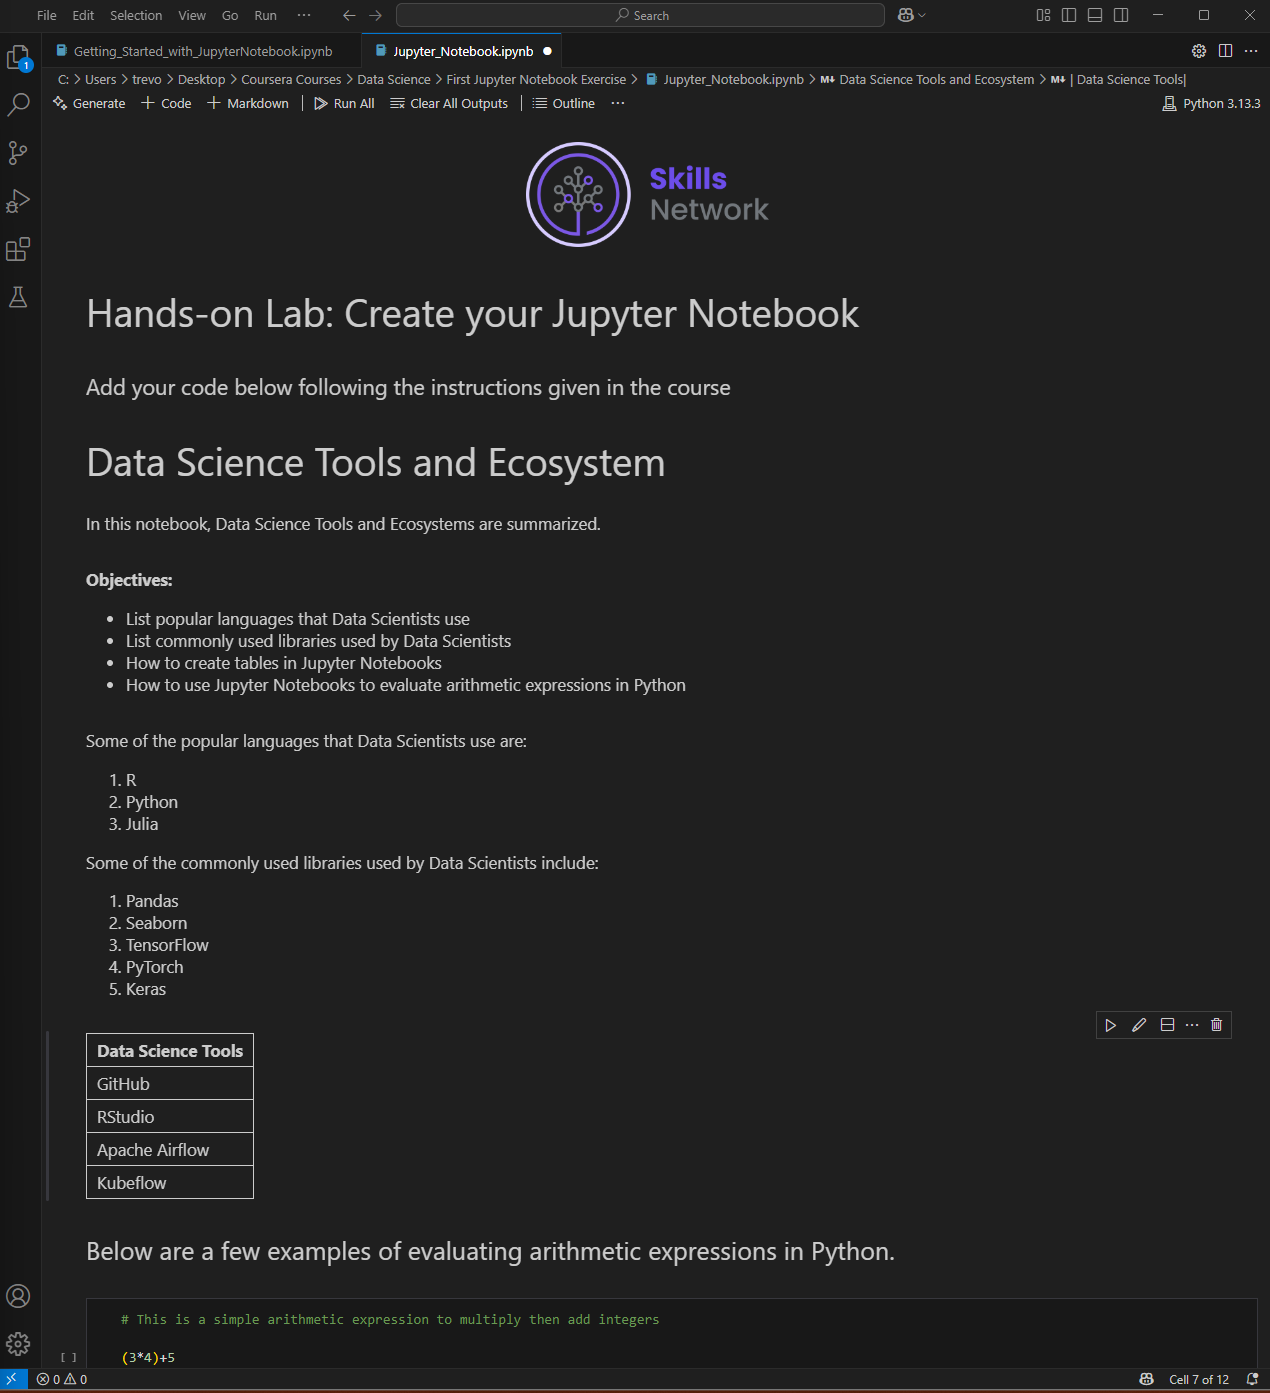 File Edit Selection View Go Run ··· Search
1
Getting_Started_with_JupyterNotebook.ipynb Jupyter_Notebook.ipynb
C: > Users > trevo > Desktop > Coursera Courses > Data Science > First Jupyter Notebook Exercise > Jupyter_Notebook.ipynb > M↓ Data Science Tools and Ecosystem > M↓ | Data Science Tools|
Generate + Code + Markdown | Run All Clear All Outputs | Outline ··· Python 3.13.3
Skills
Network
Hands-on Lab: Create your Jupyter Notebook
Add your code below following the instructions given in the course
Data Science Tools and Ecosystem
In this notebook, Data Science Tools and Ecosystems are summarized.
Objectives:
• List popular languages that Data Scientists use
• List commonly used libraries used by Data Scientists
• How to create tables in Jupyter Notebooks
• How to use Jupyter Notebooks to evaluate arithmetic expressions in Python
Some of the popular languages that Data Scientists use are:
1. R
2. Python
3. Julia
Some of the commonly used libraries used by Data Scientists include:
1. Pandas
2. Seaborn
3. TensorFlow
4. PyTorch
5. Keras
Data Science Tools
GitHub
RStudio
Apache Airflow
Kubeflow
Below are a few examples of evaluating arithmetic expressions in Python.
# This is a simple arithmetic expression to multiply then add integers
[ ] (3*4)+5
0 0 Cell 7 of 12